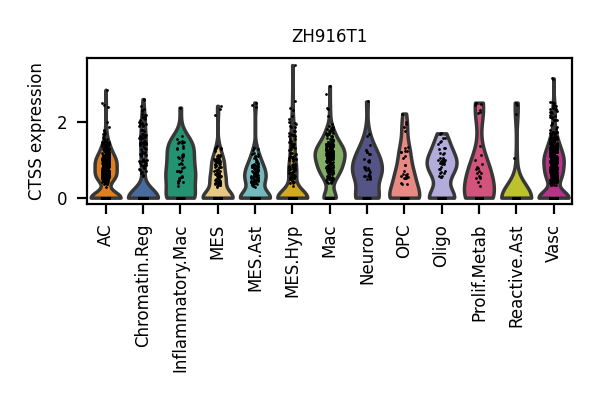 ZH916T1
CTSS expression
2
0
AC
Chromatin.Reg
Inflammatory.Mac
MES
MES.Ast
MES.Hyp
Mac
Neuron
OPC
Oligo
Prolif.Metab
Reactive.Ast
Vasc